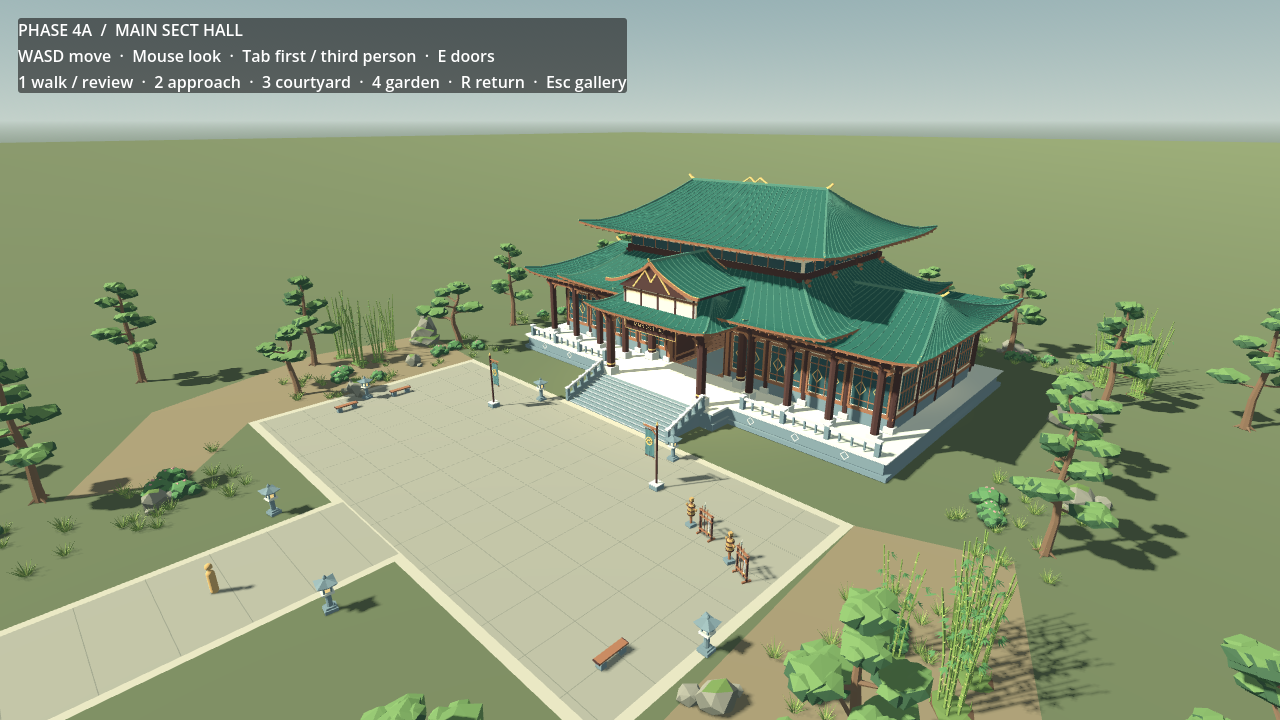 PHASE 4A / MAIN SECT HALL
WASD move · Mouse look · Tab first / third person · E doors
1 walk / review · 2 approach · 3 courtyard · 4 garden · R return · Esc gallery